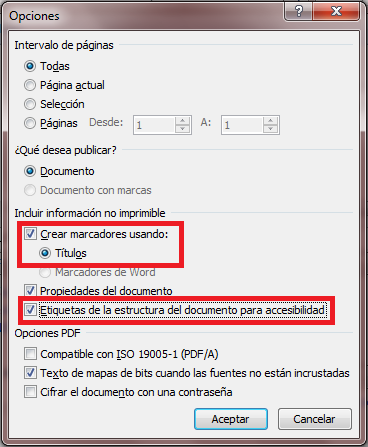 Opciones
Intervalo de páginas
Todas
Página actual
Selección
Páginas Desde: 1 A: 1
¿Qué desea publicar?
Documento
Documento con marcas
Incluir información no imprimible
Crear marcadores usando:
Títulos
Marcadores de Word
Propiedades del documento
Etiquetas de la estructura del documento para accesibilidad
Opciones PDF
Compatible con ISO 19005-1 (PDF/A)
Texto de mapas de bits cuando las fuentes no están incrustadas
Cifrar el documento con una contraseña
Aceptar Cancelar